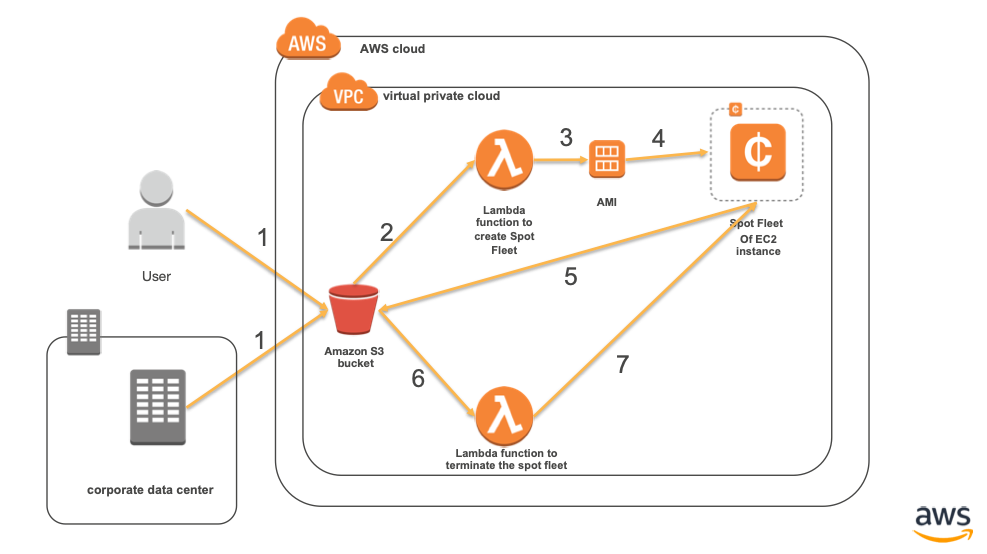 AWS
AWS cloud
VPC
virtual private cloud
3
4
Lambda
function to
create Spot
Fleet
AMI
Spot Fleet
Of EC2
instance
User
1
2
5
Amazon S3
bucket
1
6
7
Lambda function to
terminate the spot fleet
corporate data center
aws